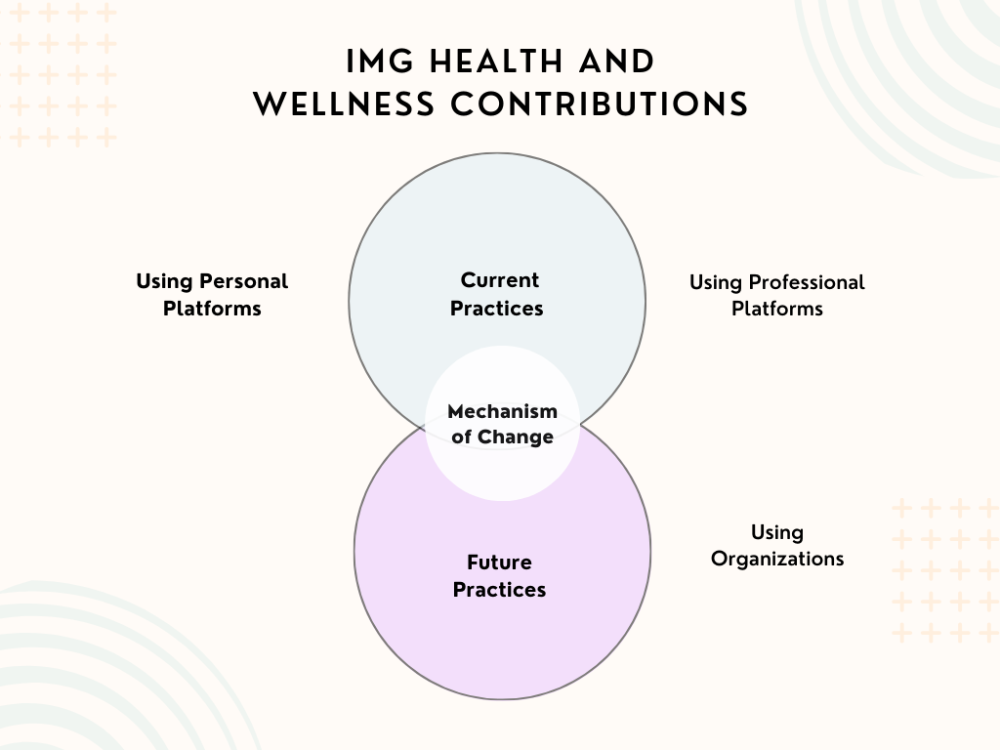 IMG HEALTH AND
WELLNESS CONTRIBUTIONS
Using Personal
Platforms
Current
Practices
Using Professional
Platforms
Mechanism
of Change
Future
Practices
Using
Organizations